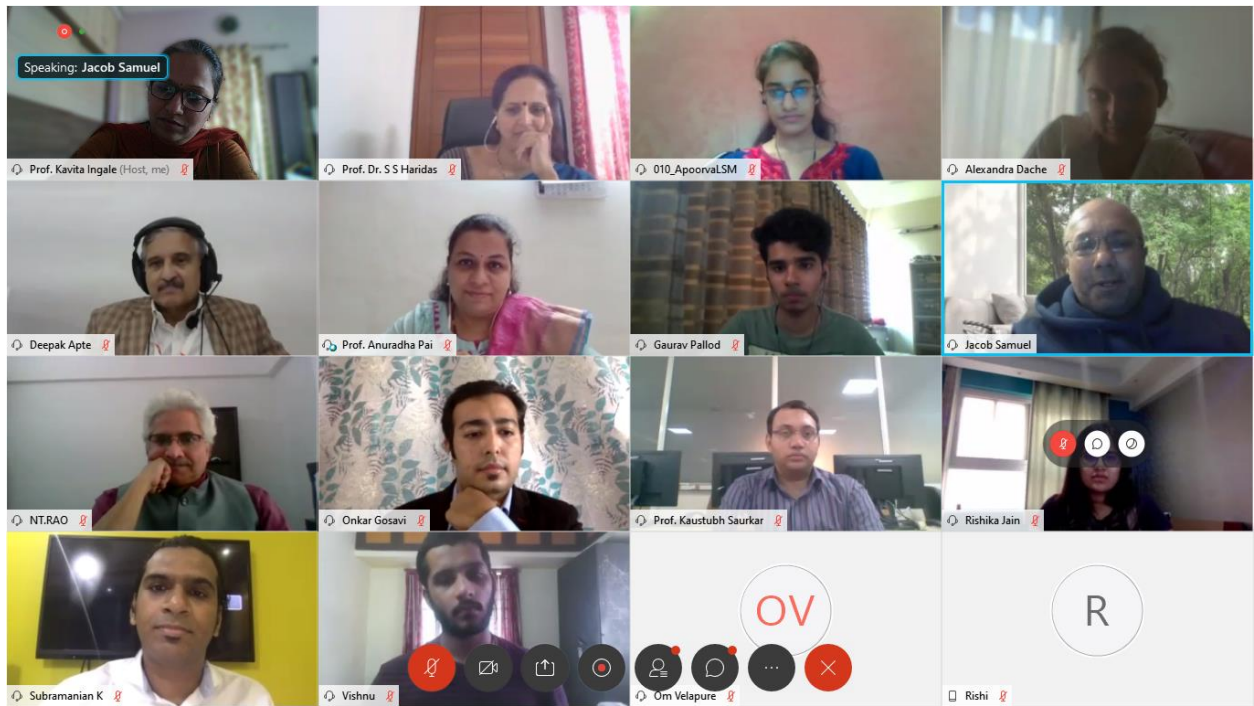 Speaking: Jacob Samuel
Prof. Kavita Ingale (Host, me)
Prof. Dr. S S Haridas
010_ApoorvaLSM
Alexandra Dache
Deepak Apte
Prof. Anuradha Pai
Gaurav Pallod
Jacob Samuel
NT.RAO
Onkar Gosavi
Prof. Kaustubh Saurkar
Rishika Jain
OV
R
Subramanian K
Vishnu
Om Velapure
Rishi